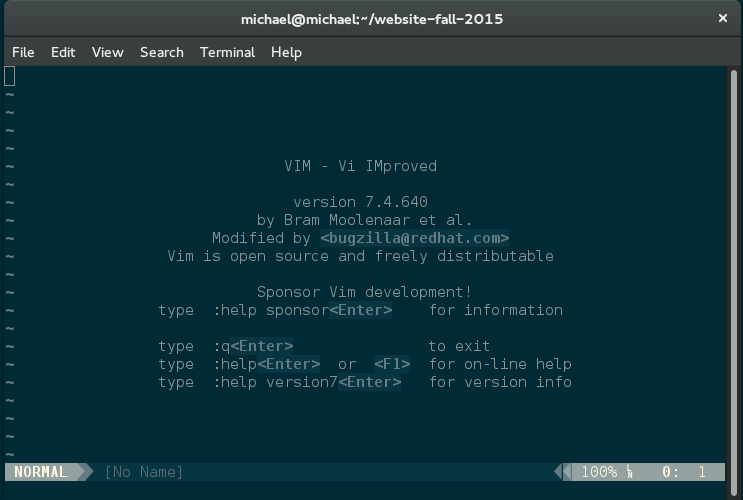 michael@michael:~/website-fall-2015
File Edit View Search Terminal Help
~
~
~
~
~ VIM - Vi IMproved
~
~ version 7.4.640
~ by Bram Moolenaar et al.
~ Modified by <bugzilla@redhat.com>
~ Vim is open source and freely distributable
~
~ Sponsor Vim development!
~ type :help sponsor<Enter> for information
~
~ type :q<Enter> to exit
~ type :help<Enter> or <F1> for on-line help
~ type :help version7<Enter> for version info
~
~
~
~
NORMAL [No Name] 100% 0: 1